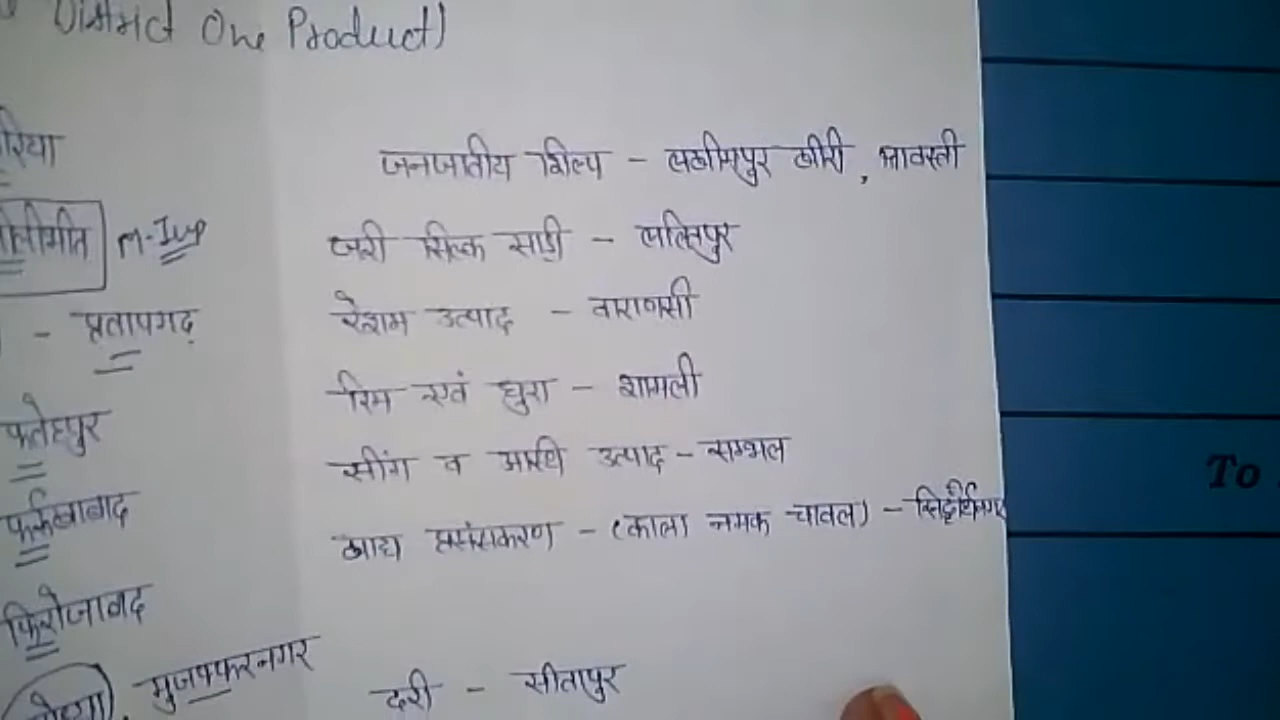 District One Product)
रिया
जनजातीय शिल्प - लखीमपुर खीरी, श्रावस्ती
लीभीत m-Imp
जरी सिल्क साड़ी - ललितपुर
- प्रतापगढ़
रेशम उत्पाद - वाराणसी
रिम एवं धुरा - शामली
फतेहपुर
सींग व अस्थि उत्पाद - सम्भल
फर्रुखाबाद
खाद्य प्रसंसकरण - (काला नमक चावल) - सिद्धार्थनगर
फिरोजाबाद
, मुजफ्फरनगर
दरी - सीतापुर
To